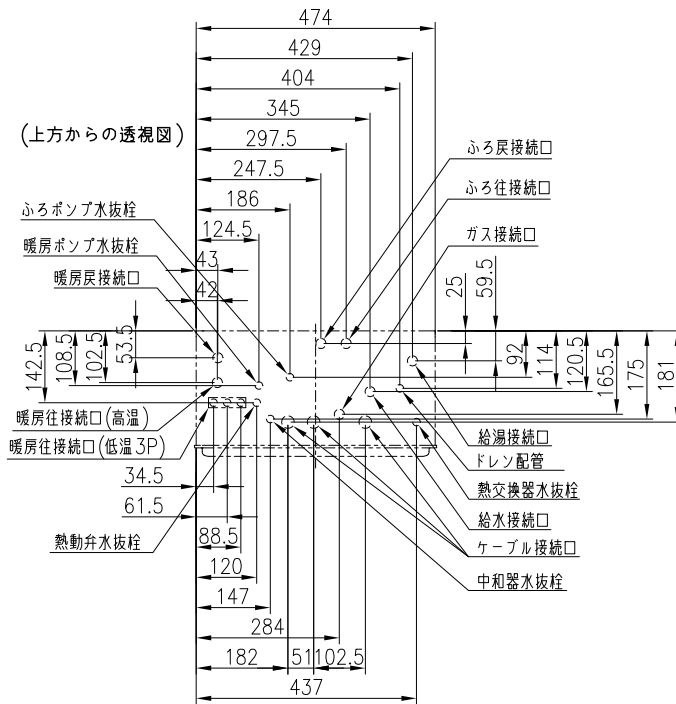 474
429
404
345
(上方からの透視図)
297.5
ふろ戻接続口
247.5
ふろ往接続口
186
ふろポンプ水抜栓
ガス接続口
124.5
暖房ポンプ水抜栓
43
暖房戻接続口
42
25
59.5
142.5
108.5
102.5
53.5
92
114
120.5
165.5
175
181
暖房往接続口(高温)
給湯接続口
暖房往接続口(低温3P)
ドレン配管
34.5
熱交換器水抜栓
61.5
給水接続口
88.5
熱動弁水抜栓
ケーブル接続口
120
中和器水抜栓
147
284
182
51
102.5
437